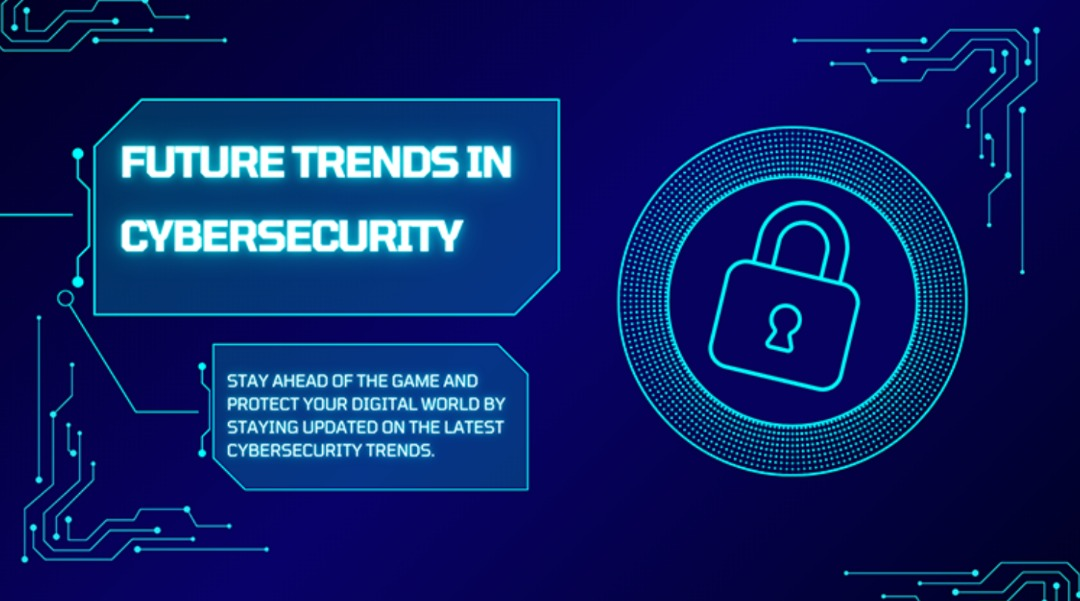 FUTURE TRENDS IN
CYBERSECURITY
STAY AHEAD OF THE GAME AND
PROTECT YOUR DIGITAL WORLD BY
STAYING UPDATED ON THE LATEST
CYBERSECURITY TRENDS.